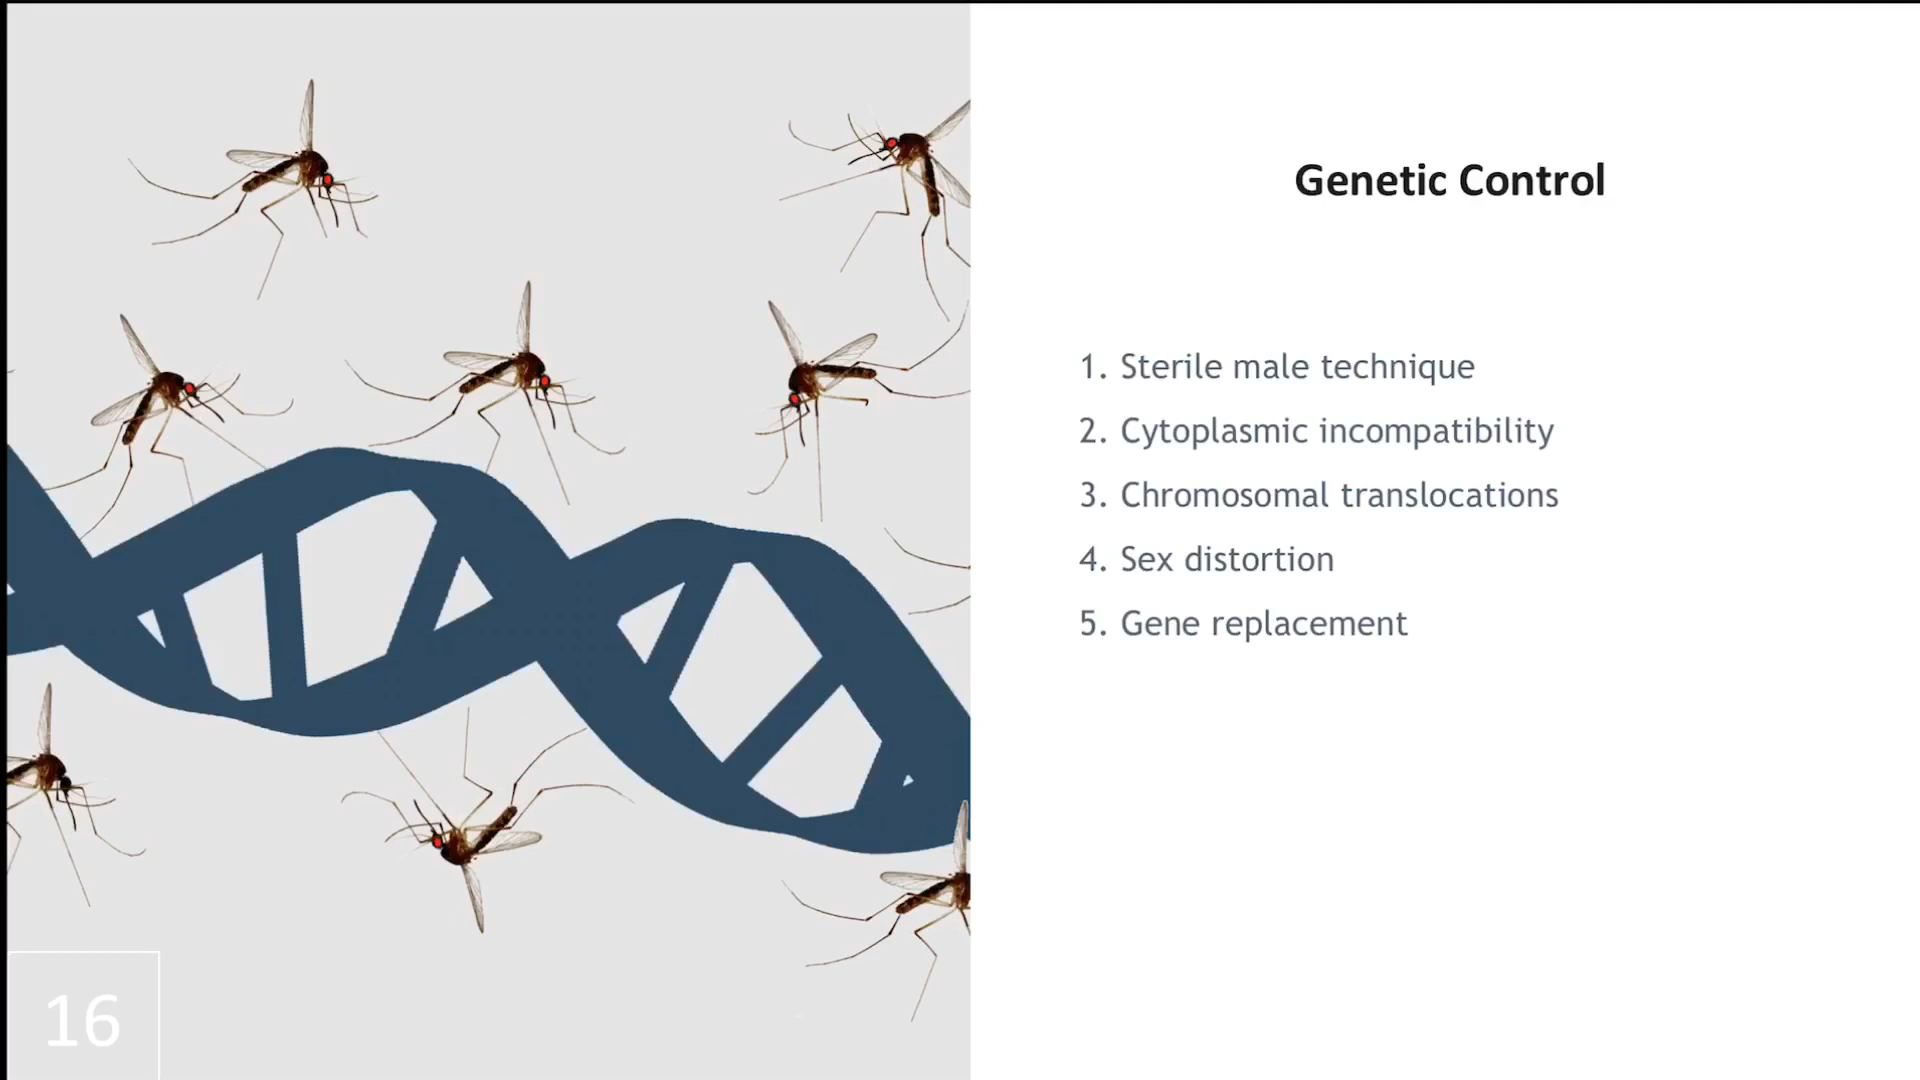 Genetic Control
1. Sterile male technique
2. Cytoplasmic incompatibility
3. Chromosomal translocations
4. Sex distortion
5. Gene replacement
16